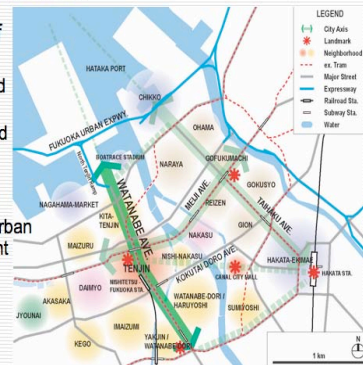 LEGEND
City Axis
Landmark
Neighborhood
ex. Tram
Major Street
Expressway
Railroad Sta.
Subway Sta.
Water
HATAKA PORT
CHIKKO
FUKUOKA URBAN EXPWY.
OHAMA
BOATRACE STADIUM
NARAYA
GOFUKUMACHI
GOKUSYO
NAGAHAMA-MARKET
WATANABE AVE.
MEIJI AVE.
REIZEN
TAIHAKU AVE.
KITA-
TENJIN
GION
MAIZURU
NAKASU
HAKATA-EKIMAE
NISHI-NAKASU
KOKUTAI DORO AVE.
TENJIN
CANAL CITY MALL
HAKATA STA.
DAIMYO
NISHITETSU
FUKUOKA STA.
AKASAKA
WATANABE-DORI /
HARUYOSHI
SUMIYOSHI
JYOUNAI
IMAIZUMI
KEGO
YAKUIN /
WATANABE DORI
1 km